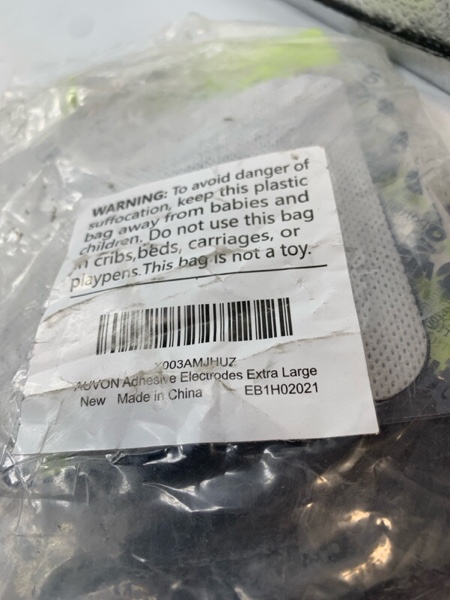 WARNING: To avoid danger of
suffocation, keep this plastic
bag away from babies and
children. Do not use this bag
in cribs,beds, carriages, or
playpens.This bag is not a toy.
X003AMJHUZ
AUVON Adhesive Electrodes Extra Large
New Made in China EB1H02021